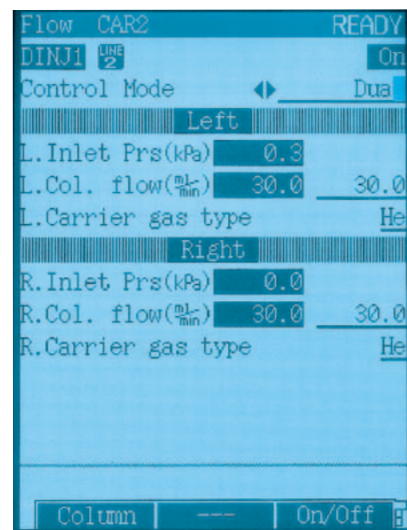 Flow CAR2 READY
DINJ1 LINE 2 On
Control Mode Dua
Left
L.Inlet Prs(kPa) 0.3
L.Col. flow(ml/min) 30.0 30.0
L.Carrier gas type He
Right
R.Inlet Prs(kPa) 0.0
R.Col. flow(ml/min) 30.0 30.0
R.Carrier gas type He
Column --- On/Off